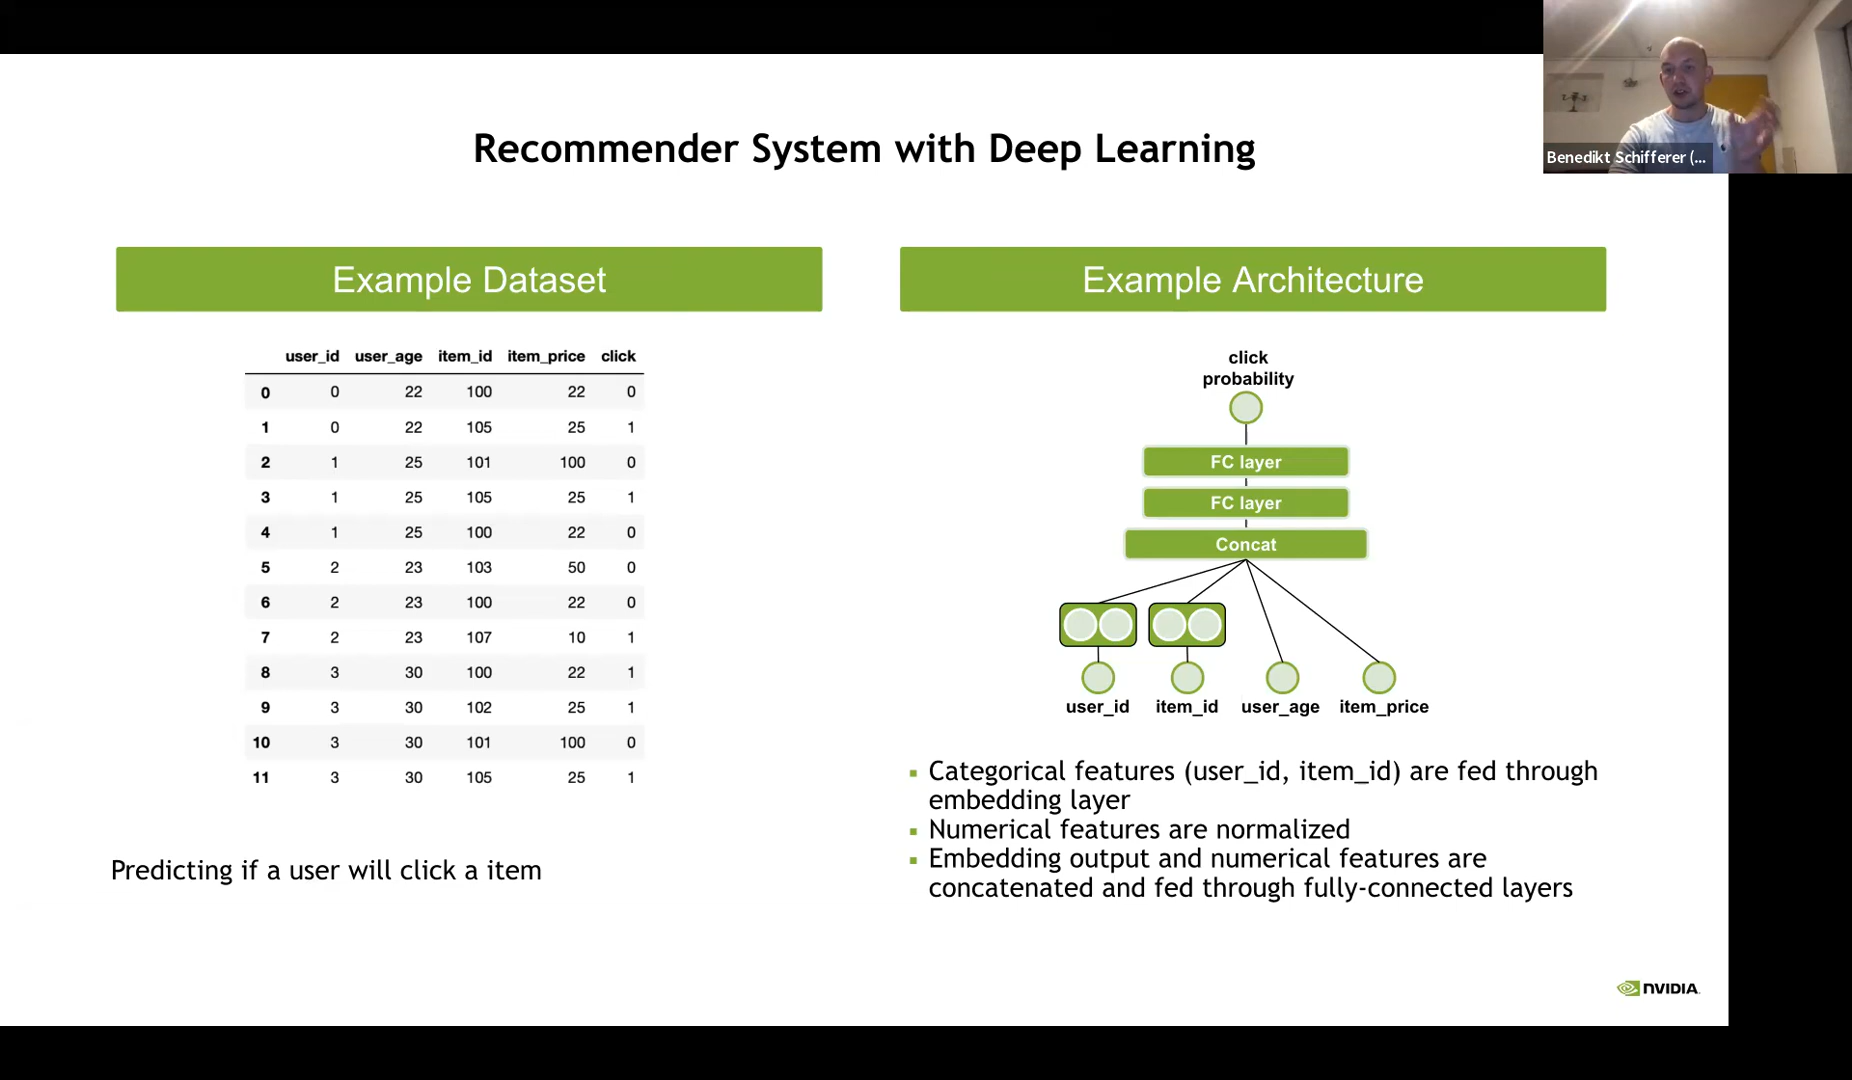 Benedikt Schifferer (...
Recommender System with Deep Learning
Example Dataset
user_id user_age item_id item_price click
0 0 22 100 22 0
1 0 22 105 25 1
2 1 25 101 100 0
3 1 25 105 25 1
4 1 25 100 22 0
5 2 23 103 50 0
6 2 23 100 22 0
7 2 23 107 10 1
8 3 30 100 22 1
9 3 30 102 25 1
10 3 30 101 100 0
11 3 30 105 25 1
Predicting if a user will click a item
Example Architecture
click
probability
FC layer
FC layer
Concat
user_id item_id user_age item_price
▪ Categorical features (user_id, item_id) are fed through
embedding layer
▪ Numerical features are normalized
▪ Embedding output and numerical features are
concatenated and fed through fully-connected layers
NVIDIA.